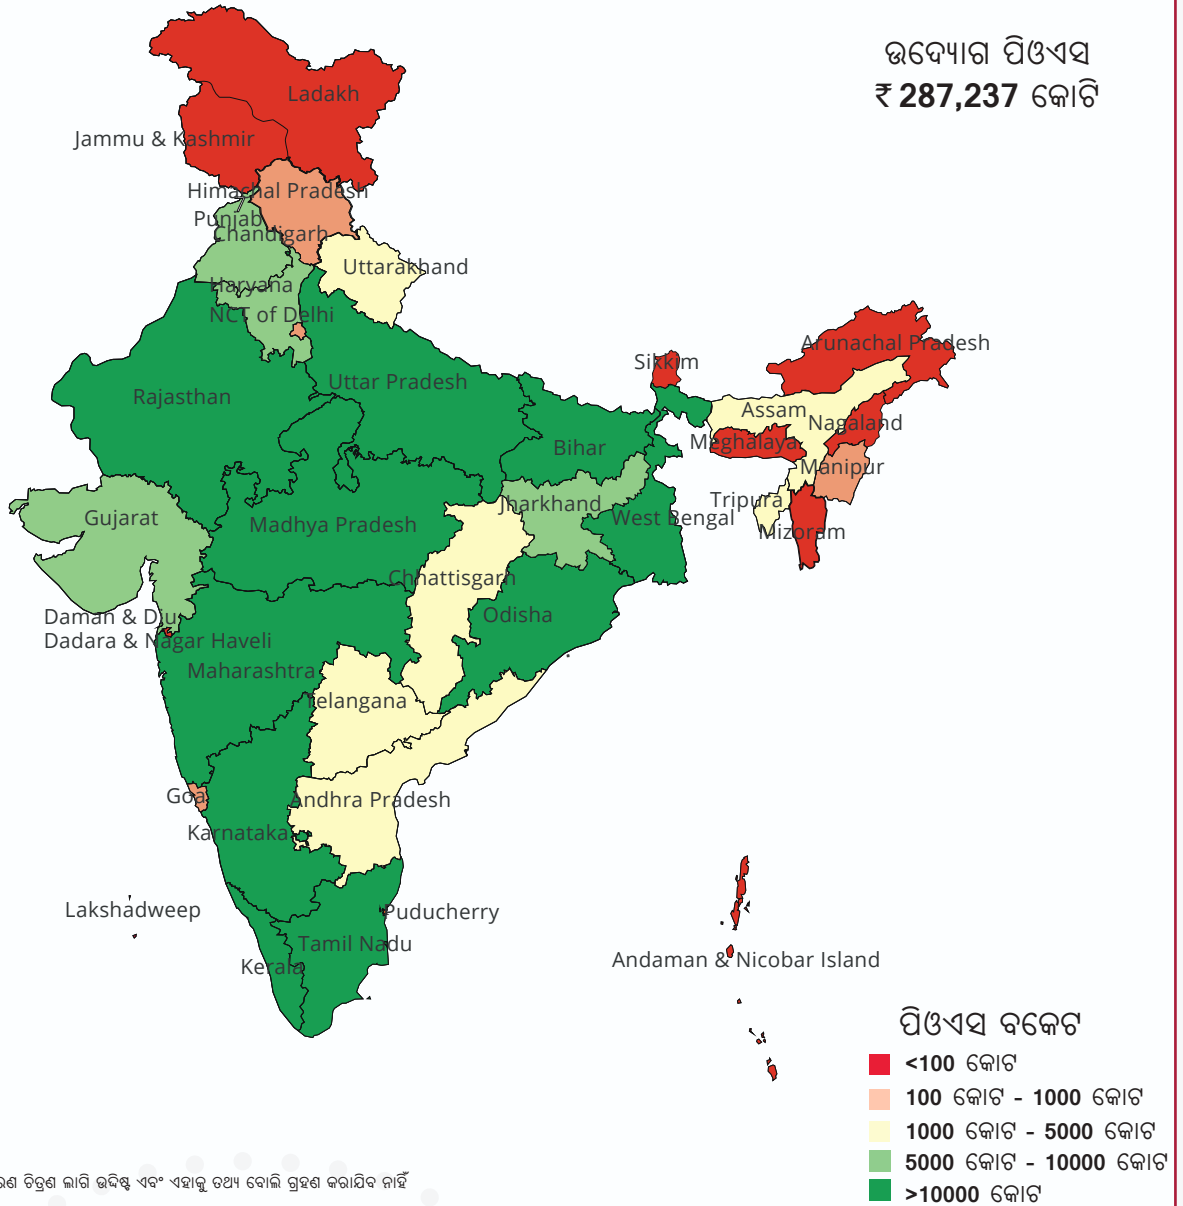 ଉଦ୍ୟୋଗ ପିଓଏସ
₹ 287,237 କୋଟି
Ladakh
Jammu & Kashmir
Himachal Pradesh
Punjab
Chandigarh
Uttarakhand
Haryana
NCT of Delhi
Arunachal Pradesh
Sikkim
Uttar Pradesh
Rajasthan
Assam
Nagaland
Meghalaya
Bihar
Manipur
Tripura
Jharkhand
Gujarat
West Bengal
Madhya Pradesh
Mizoram
Chhattisgarh
Daman & Diu
Odisha
Dadara & Nagar Haveli
Maharashtra
Telangana
Goa
Andhra Pradesh
Karnataka
Lakshadweep
Puducherry
Tamil Nadu
Kerala
Andaman & Nicobar Island
ପିଓଏସ ବକେଟ
<100 କୋଟ
100 କୋଟ - 1000 କୋଟ
1000 କୋଟ - 5000 କୋଟ
5000 କୋଟ - 10000 କୋଟ
>10000 କୋଟ
ଚିତ୍ରଣ ଲାଗି ଉଦ୍ଦିଷ୍ଟ ଏବଂ ଏହାକୁ ତଥ୍ୟ ବୋଲି ଗ୍ରହଣ କରାଯିବ ନାହିଁ